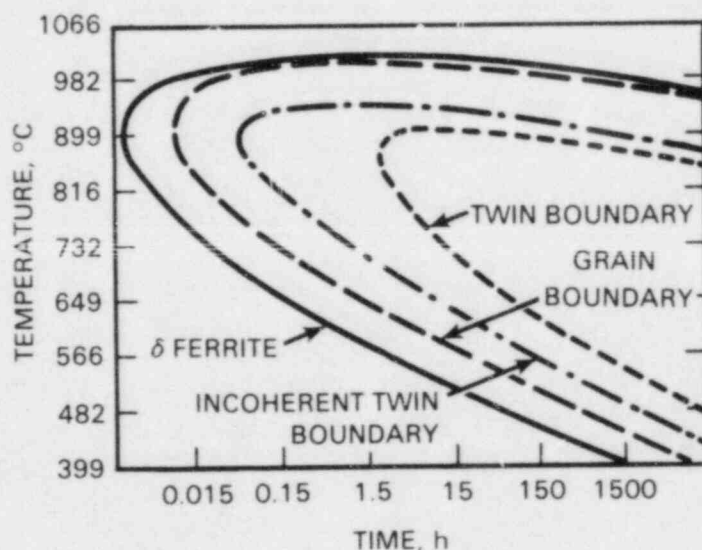 TEMPERATURE, °C
1066
982
899
816
732
649
566
482
399
TWIN BOUNDARY
GRAIN
BOUNDARY
δ FERRITE
INCOHERENT TWIN
BOUNDARY
0.015 0.15 1.5 15 150 1500
TIME, h